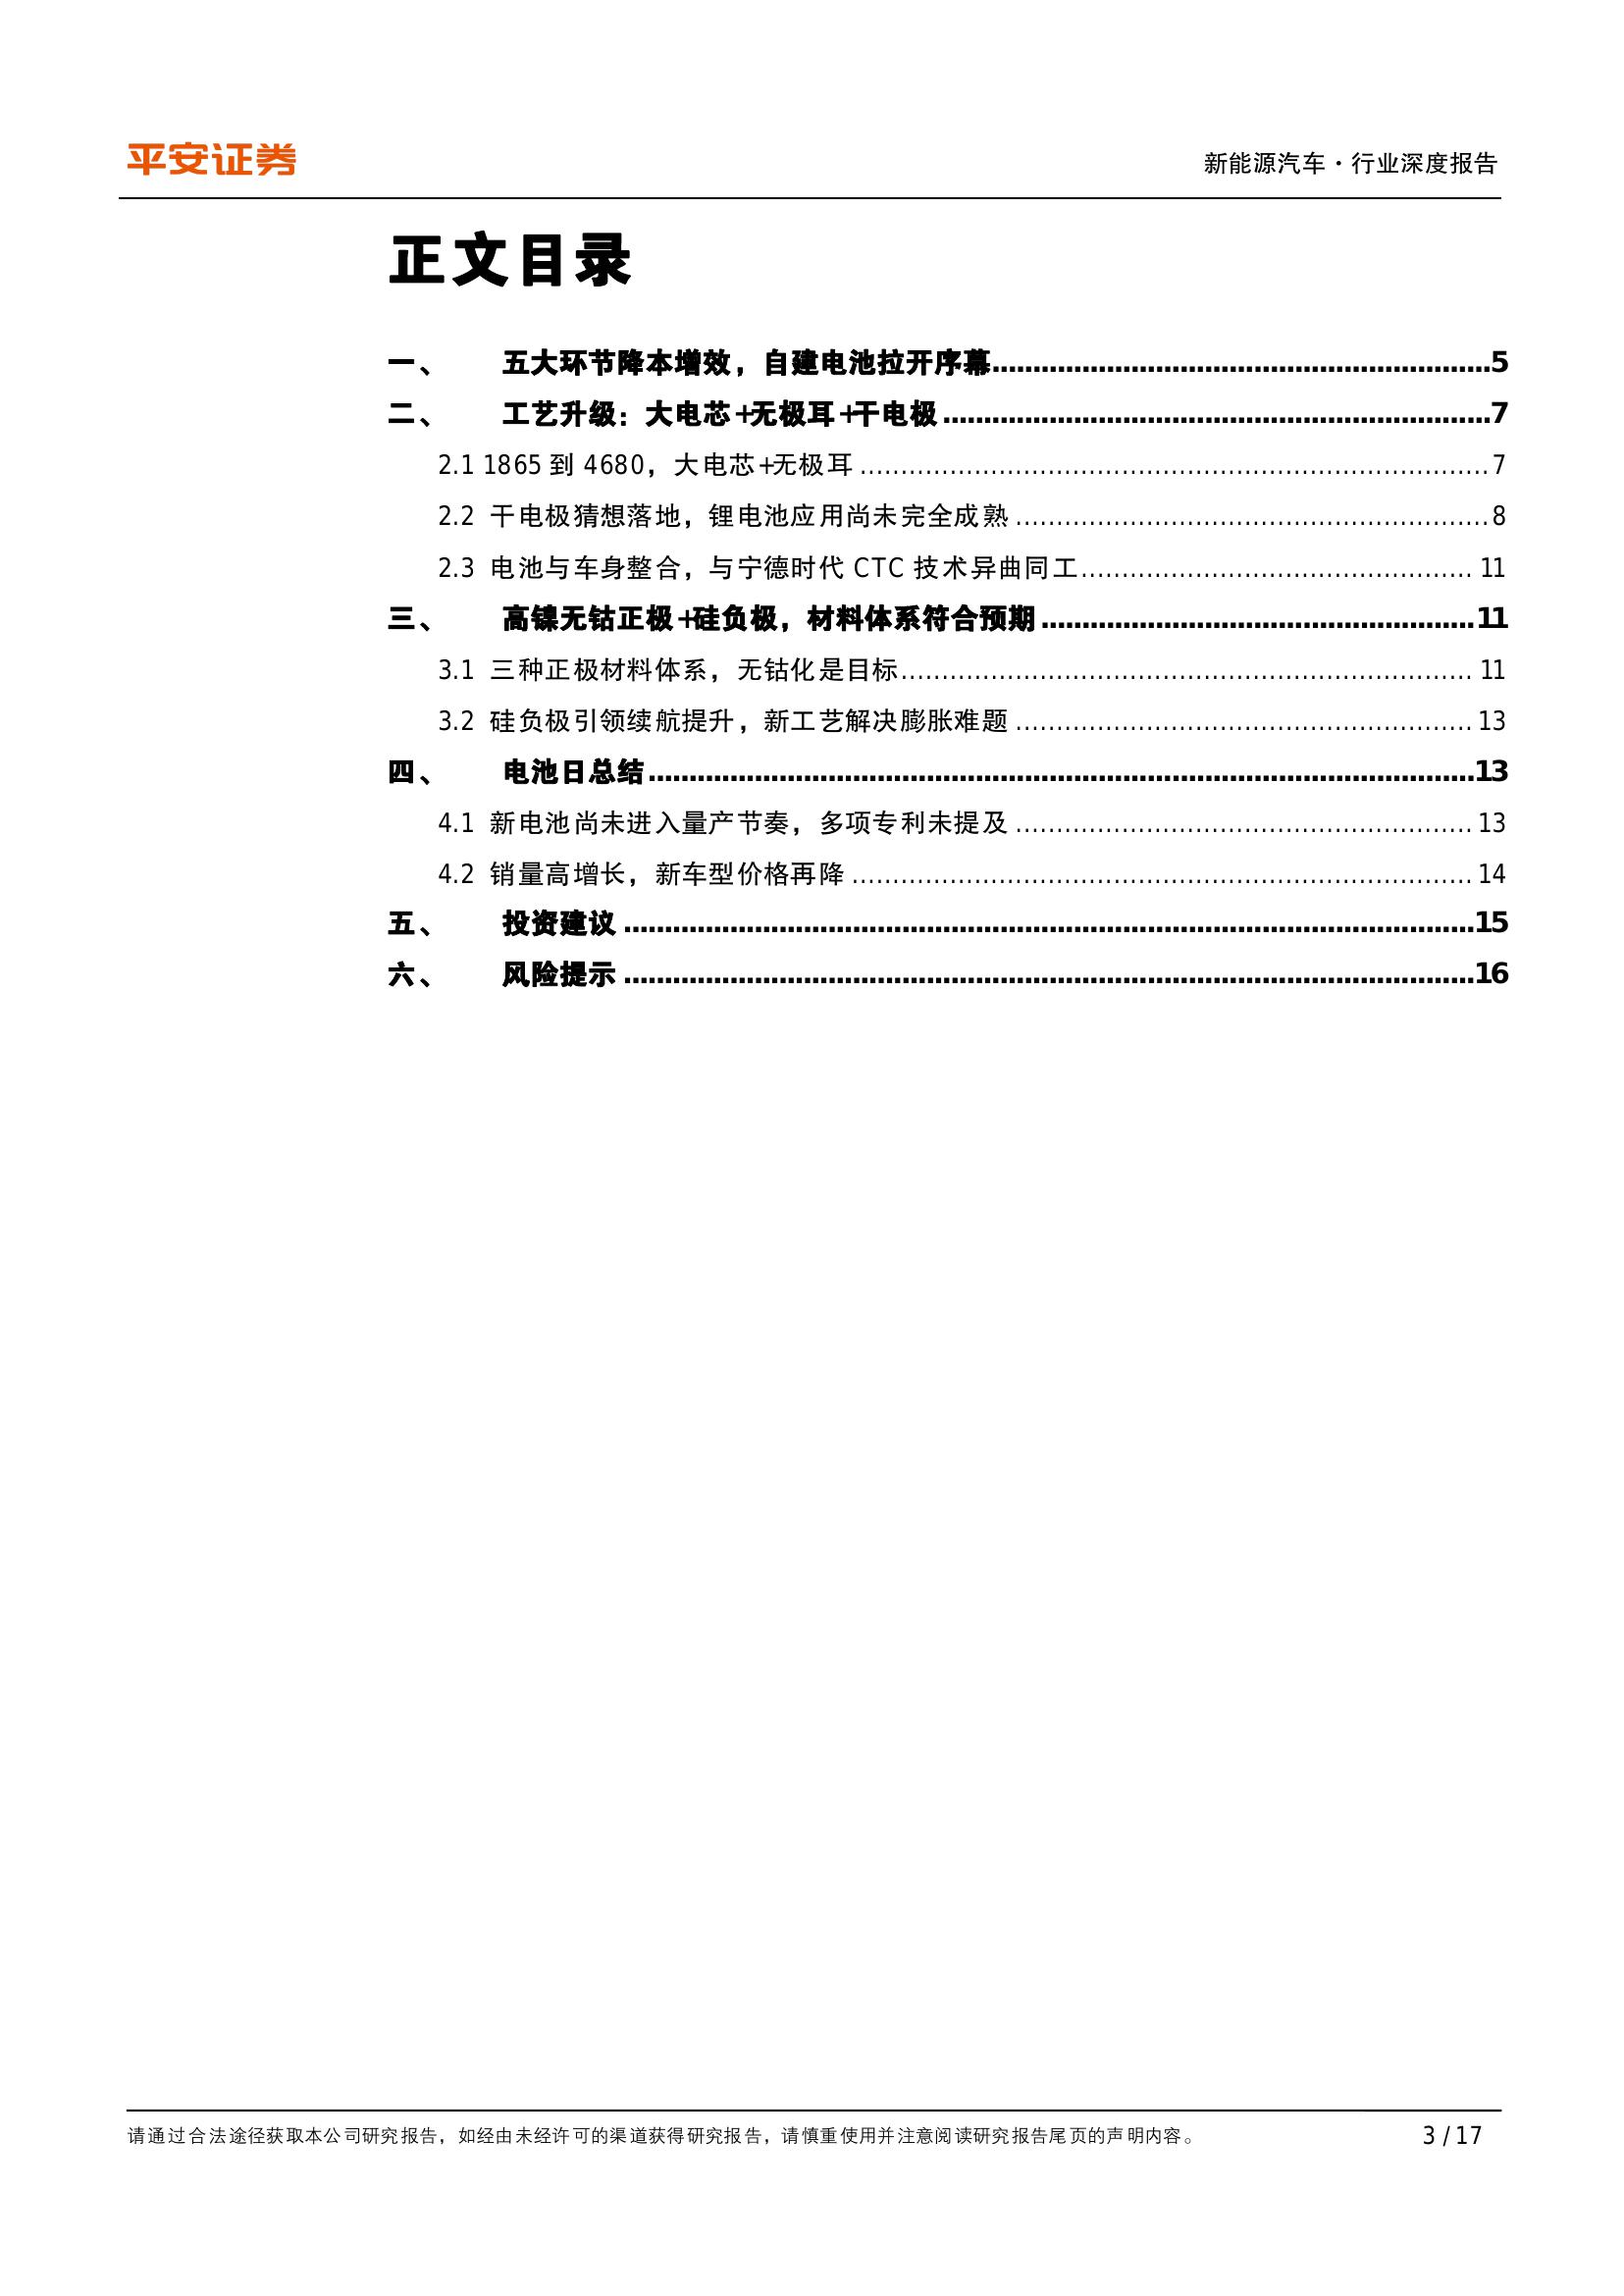 平安证券
新能源汽车·行业深度报告
正文目录
一、 五大环节降本增效，自建电池拉开序幕............................................................5
二、 工艺升级：大电芯+无极耳+干电极..................................................................7
2.1 1865 到 4680，大电芯+无极耳..........................................................................7
2.2 干电极猜想落地，锂电池应用尚未完全成熟.........................................................8
2.3 电池与车身整合，与宁德时代 CTC 技术异曲同工................................................ 11
三、 高镍无钴正极+硅负极，材料体系符合预期.....................................................11
3.1 三种正极材料体系，无钴化是目标...................................................................... 11
3.2 硅负极引领续航提升，新工艺解决膨胀难题........................................................ 13
四、 电池日总结.....................................................................................................13
4.1 新电池尚未进入量产节奏，多项专利未提及........................................................ 13
4.2 销量高增长，新车型价格再降............................................................................ 14
五、 投资建议........................................................................................................15
六、 风险提示........................................................................................................16
请通过合法途径获取本公司研究报告，如经由未经许可的渠道获得研究报告，请慎重使用并注意阅读研究报告尾页的声明内容。
3 / 17